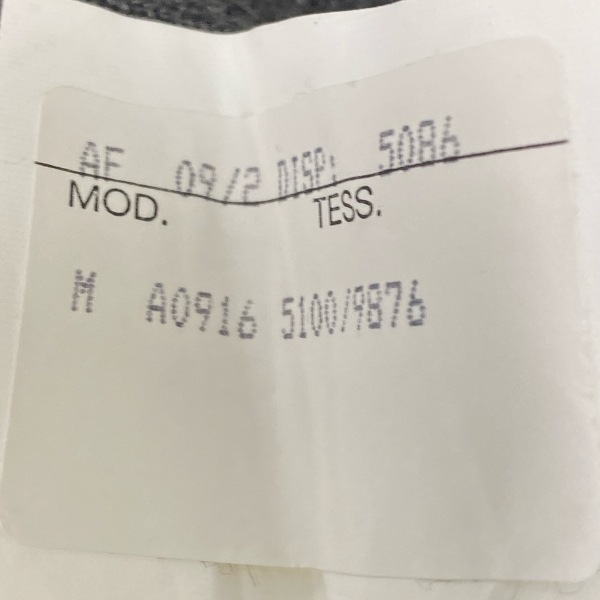 AF 09/2 DISP: 5086
MOD. TESS.
M A0916 5100/9876